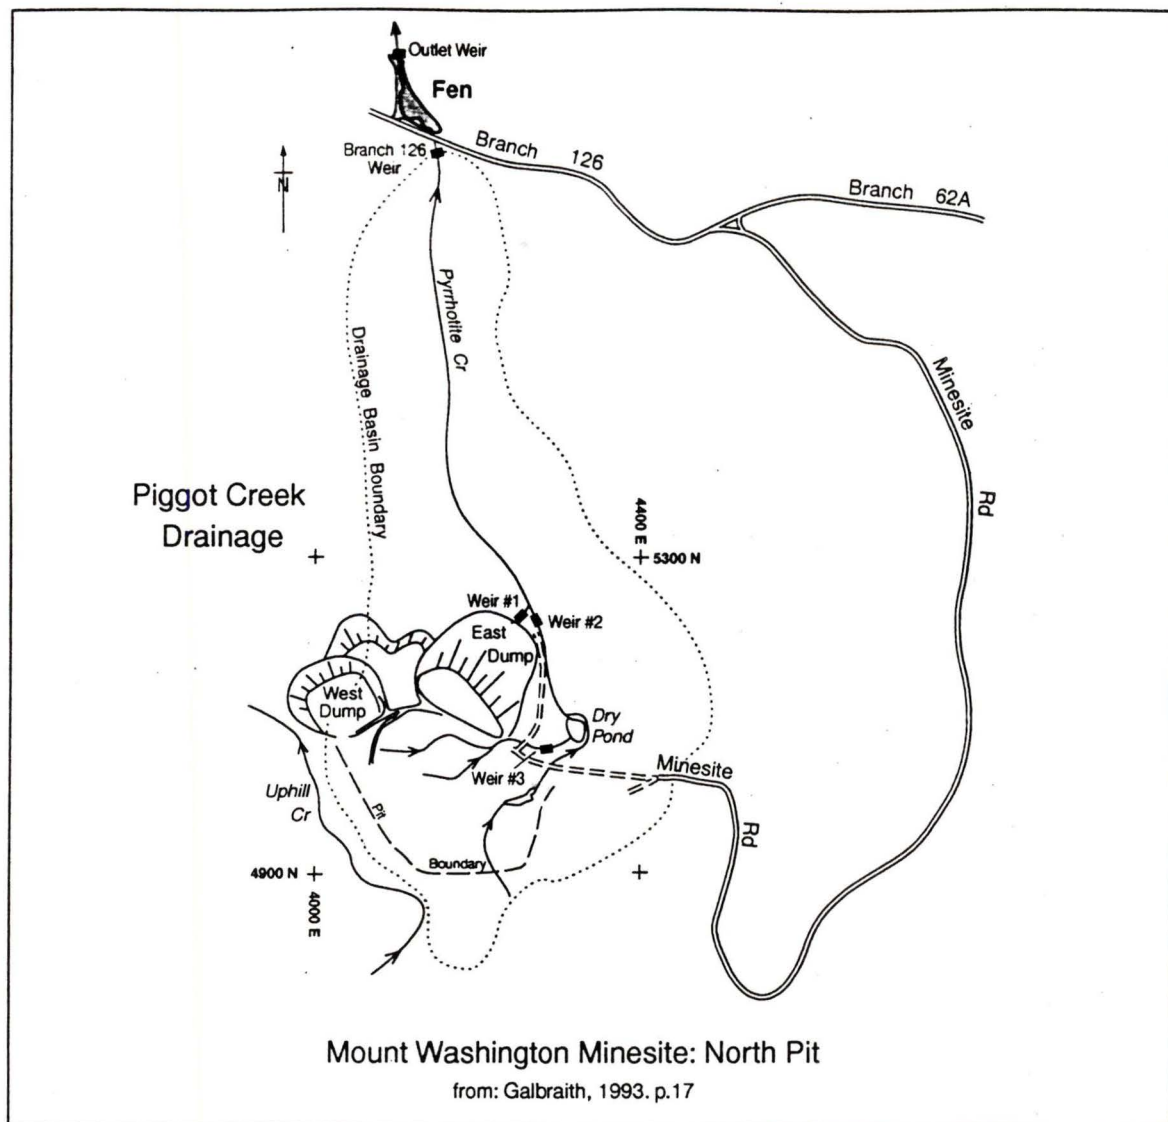 Outlet Weir
Fen
Branch 126
Weir
Branch 126
Branch 62A
N
Pyrrhotite Cr
Drainage Basin Boundary
Minesite Rd
Piggot Creek
Drainage
4400 E
5300 N
Weir #1
Weir #2
East
Dump
West
Dump
Dry
Pond
Weir #3
Minesite Rd
Uphill
Cr
Pit Boundary
4900 N
4000 E
Mount Washington Minesite: North Pit
from: Galbraith, 1993. p.17